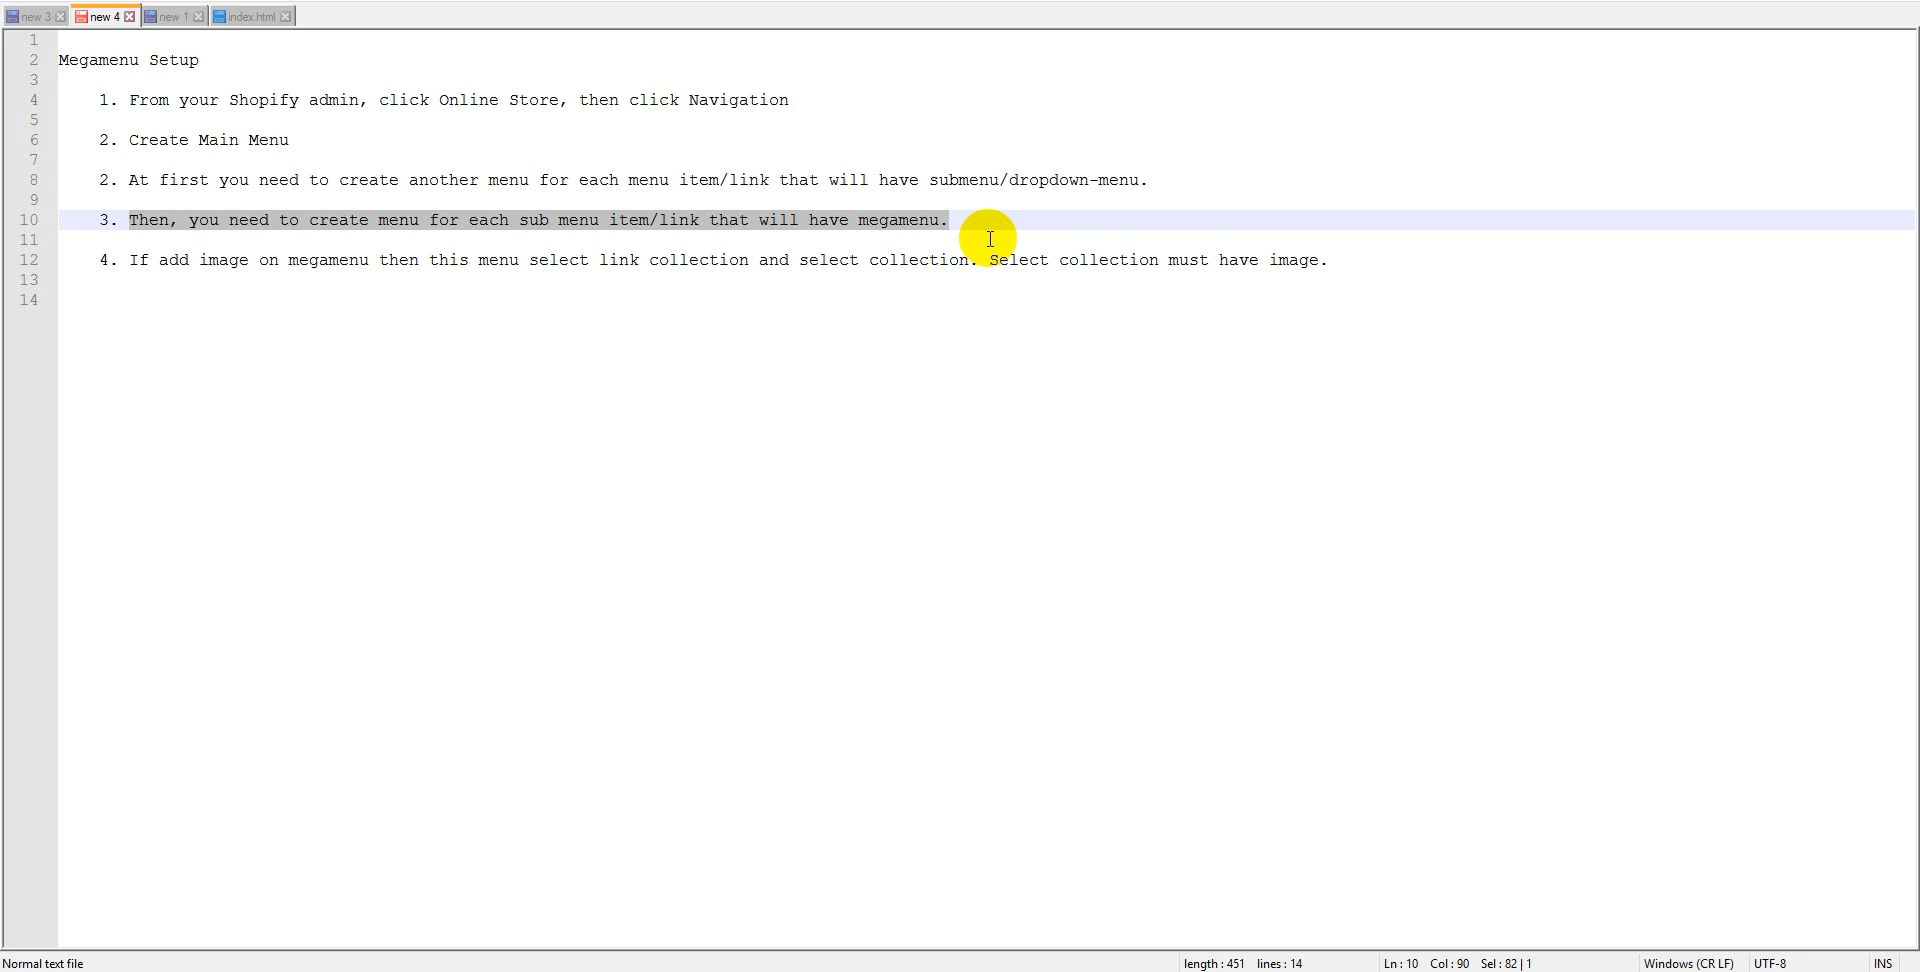 new 3 new 4 new 1 index.html
1
2 Megamenu Setup
3
4 1. From your Shopify admin, click Online Store, then click Navigation
5
6 2. Create Main Menu
7
8 2. At first you need to create another menu for each menu item/link that will have submenu/dropdown-menu.
9
10 3. Then, you need to create menu for each sub menu item/link that will have megamenu.
11
12 4. If add image on megamenu then this menu select link collection and select collection. Select collection must have image.
13
14
Normal text file length : 451 lines : 14 Ln : 10 Col : 90 Sel : 82 | 1 Windows (CR LF) UTF-8 INS